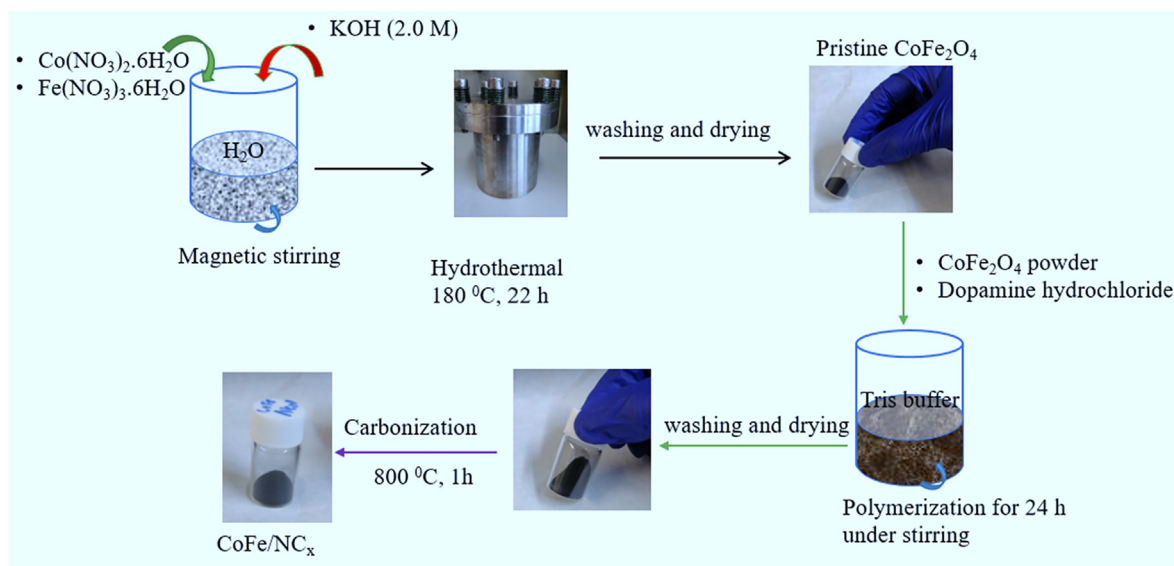 • KOH (2.0 M)
• Co(NO₃)₂.6H₂O
• Fe(NO₃)₃.6H₂O
H₂O
Magnetic stirring
Hydrothermal
180 ⁰C, 22 h
washing and drying
Pristine CoFe₂O₄
• CoFe₂O₄ powder
• Dopamine hydrochloride
Tris buffer
Polymerization for 24 h
under stirring
washing and drying
Carbonization
800 ⁰C, 1h
CoFe/NCₓ